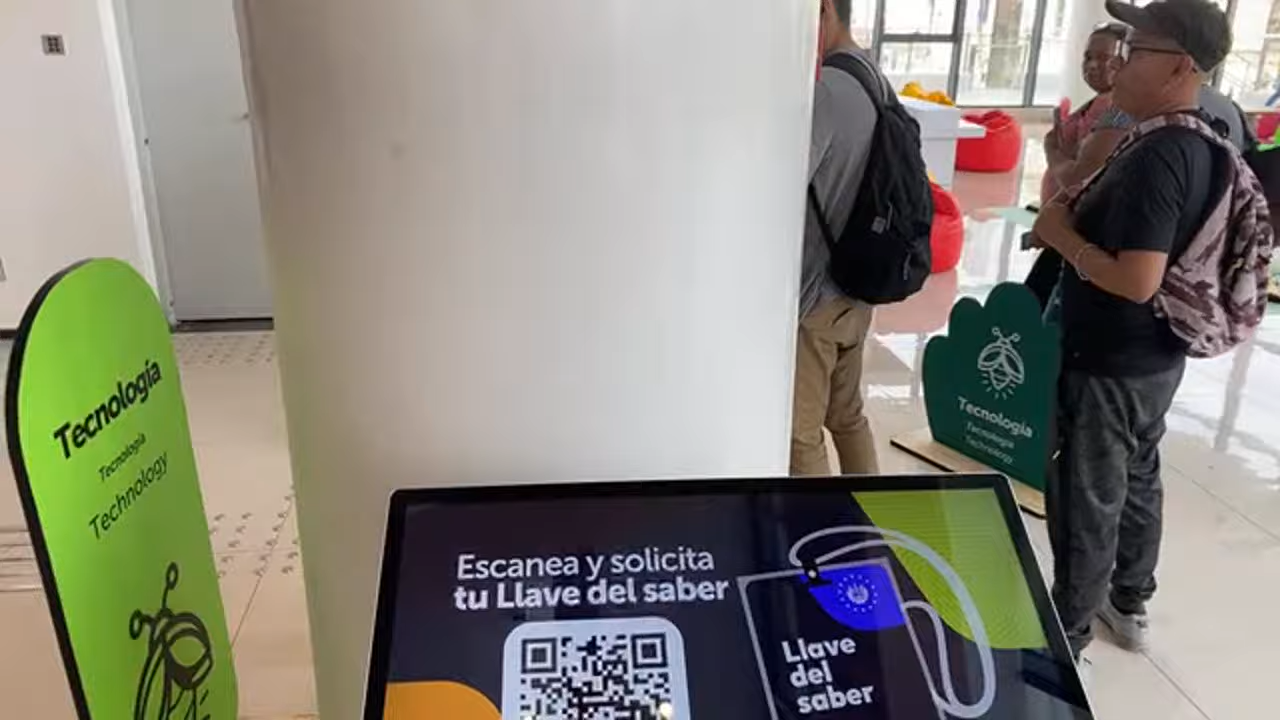 Tecnología
Tecnología
Technology
Escanea y solicita
tu Llave del saber
Llave
del
saber
Tecnología
Tecnología
Technology